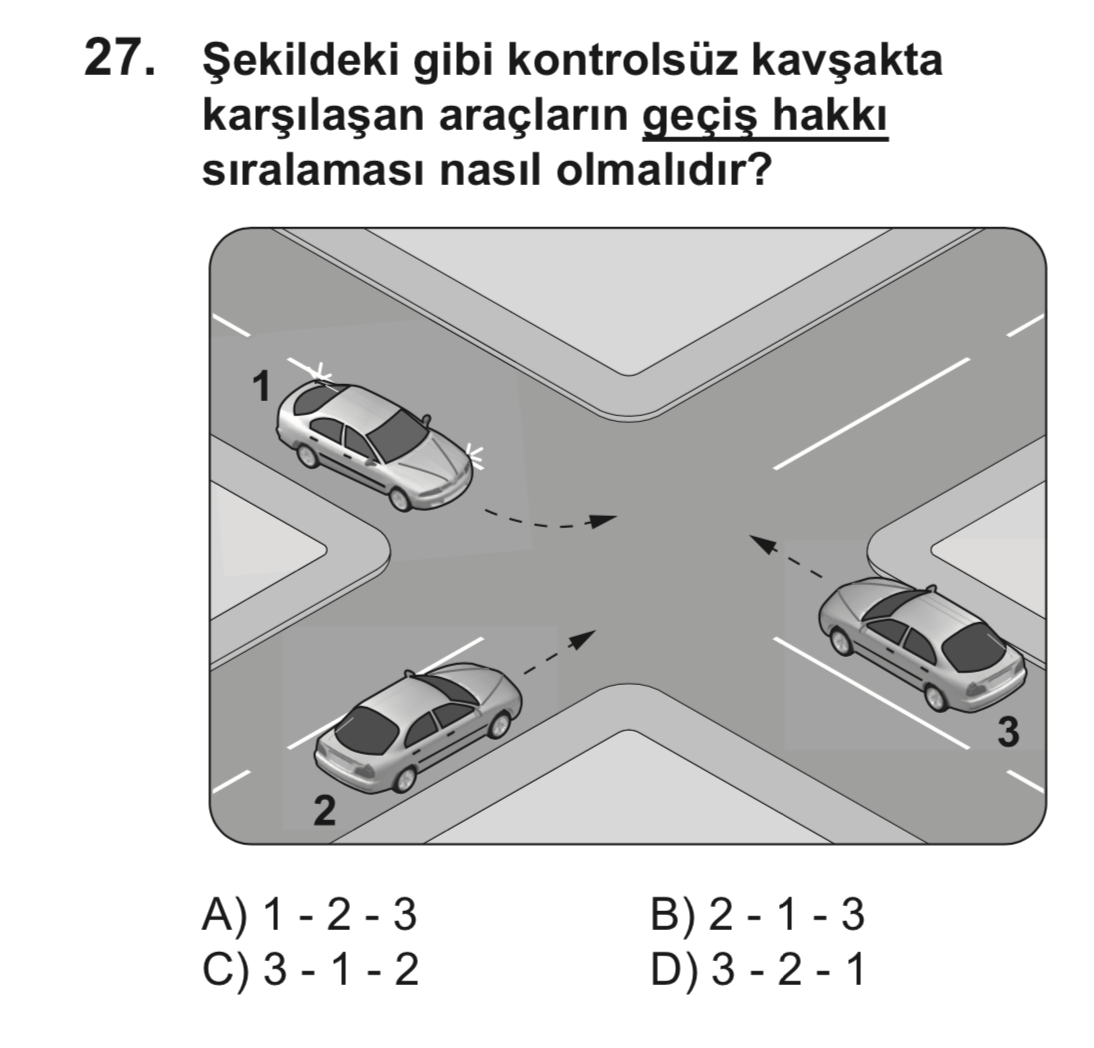 27. Şekildeki gibi kontrolsüz kavşakta
karşılaşan araçların geçiş hakkı
sıralaması nasıl olmalıdır?
1
2
3
A) 1 - 2 - 3 B) 2 - 1 - 3
C) 3 - 1 - 2 D) 3 - 2 - 1